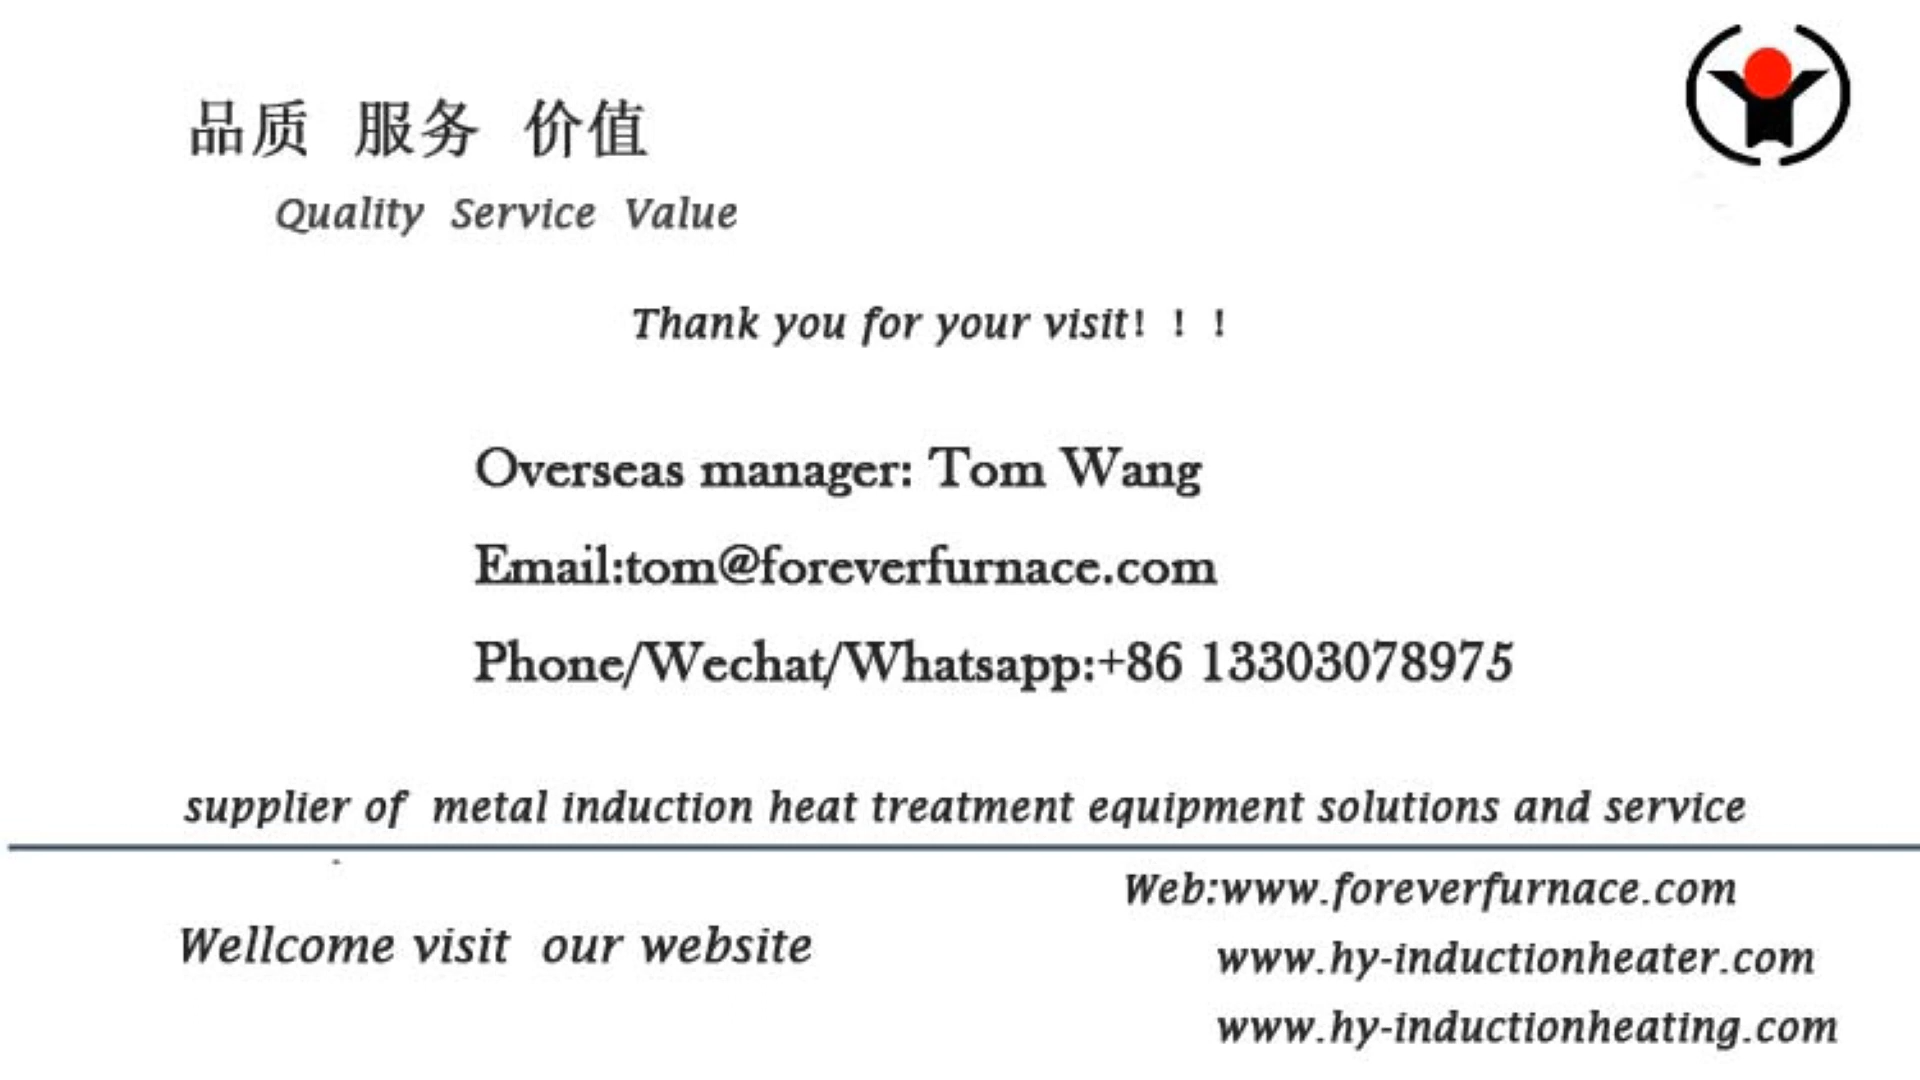 品质 服务 价值
Quality Service Value
Thank you for your visit! ! !
Overseas manager: Tom Wang
Email:tom@foreverfurnace.com
Phone/Wechat/Whatsapp:+86 13303078975
supplier of metal induction heat treatment equipment solutions and service
Wellcome visit our website
Web:www.foreverfurnace.com
www.hy-inductionheater.com
www.hy-inductionheating.com